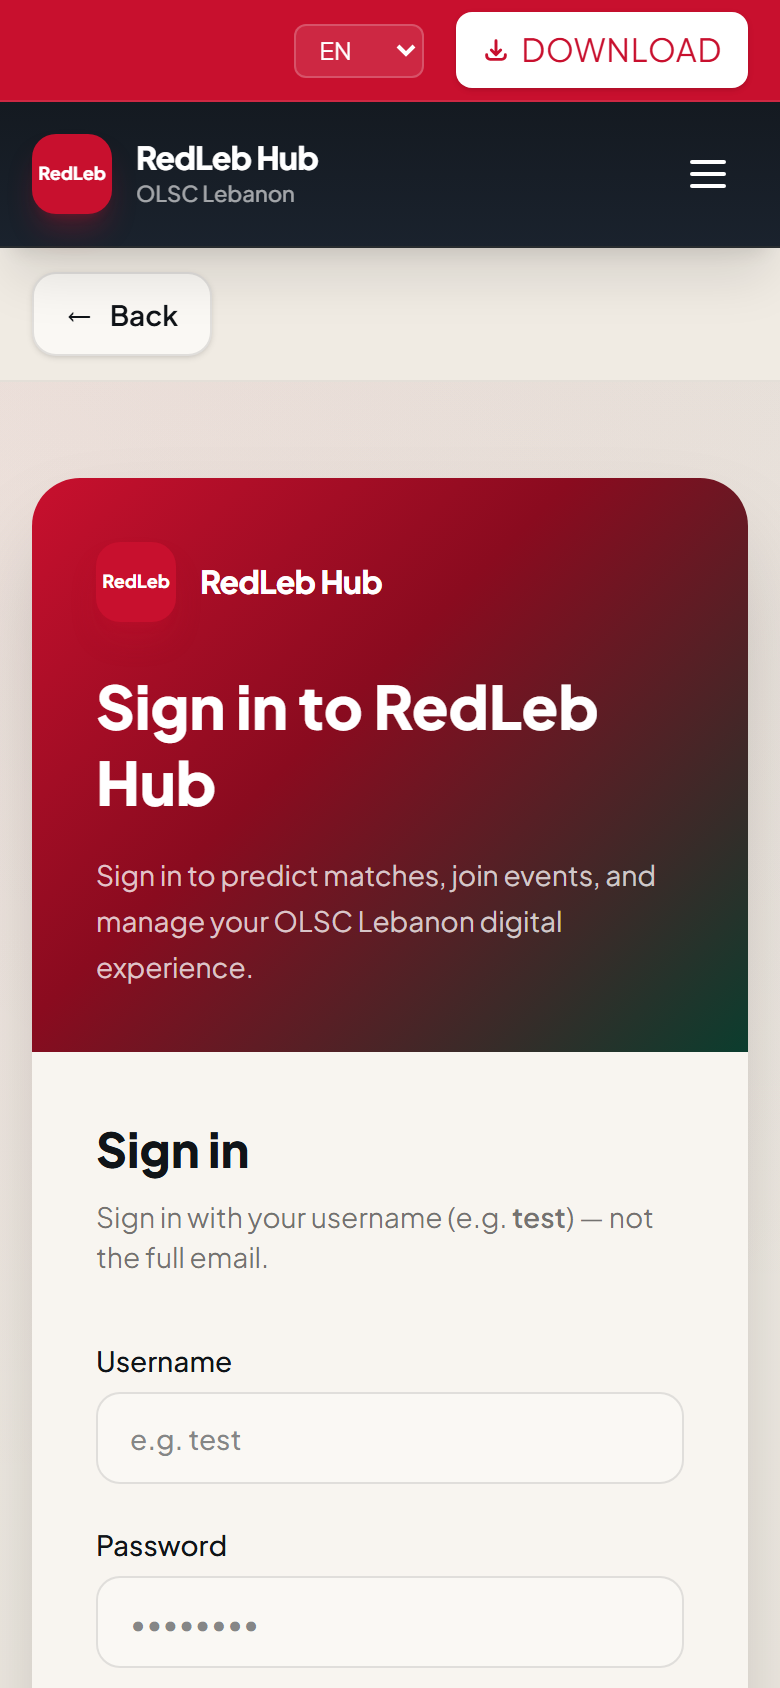 EN
DOWNLOAD
RedLeb
RedLeb Hub
OLSC Lebanon
← Back
RedLeb
RedLeb Hub
Sign in to RedLeb
Hub
Sign in to predict matches, join events, and
manage your OLSC Lebanon digital
experience.
Sign in
Sign in with your username (e.g. test) — not
the full email.
Username
e.g. test
Password
••••••••